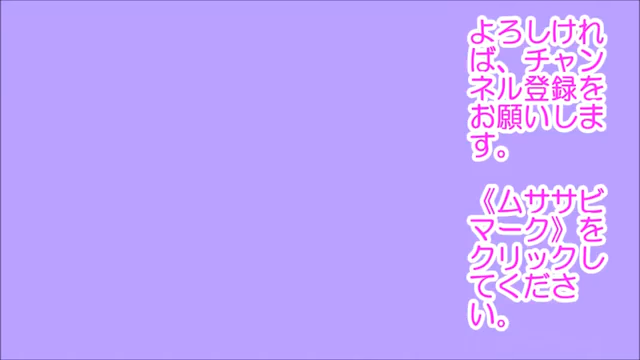 よろしけれ
ば、チャン
ネル登録を
お願いしま
す。
《ムササビ
マーク》を
クリックし
てくださ
い。